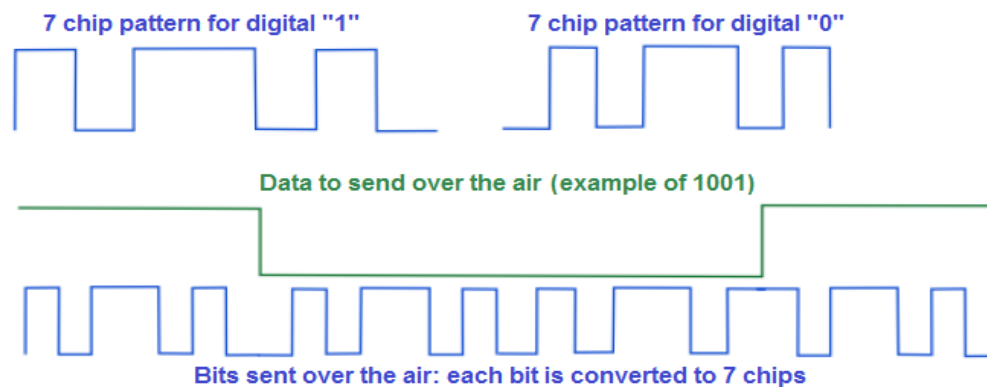 7 chip pattern for digital "1"
7 chip pattern for digital "0"
Data to send over the air (example of 1001)
Bits sent over the air: each bit is converted to 7 chips